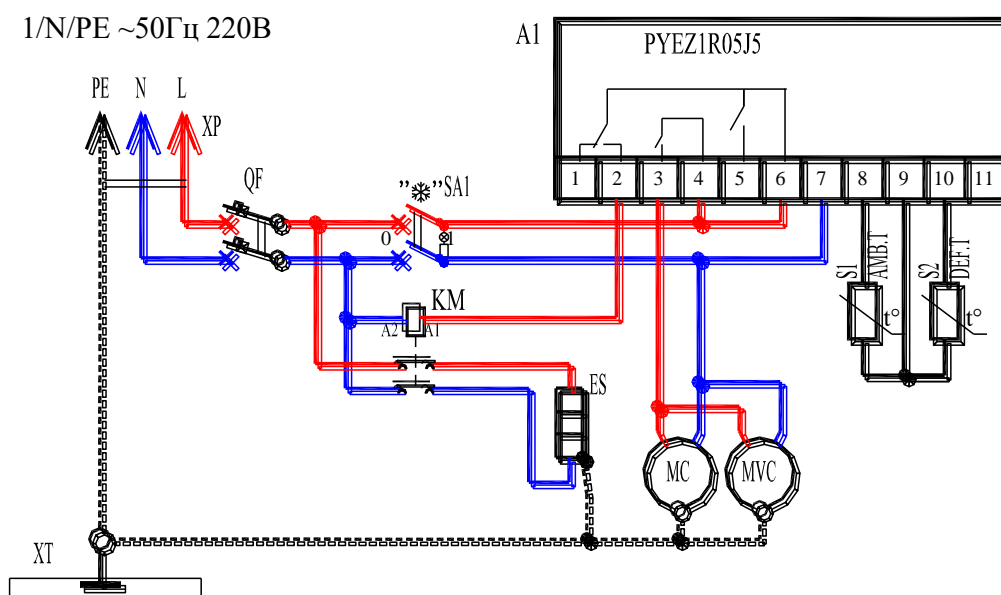 1/N/PE ~50Гц 220В
A1
PYEZ1R05J5
PE N L
XP
QF
”❄”SA1
1 2 3 4 5 6 7 8 9 10 11
O 1
KM
A2 A1
S1
AMB.T
S2
DEF.T
t° t°
ES
MC
MVC
XT